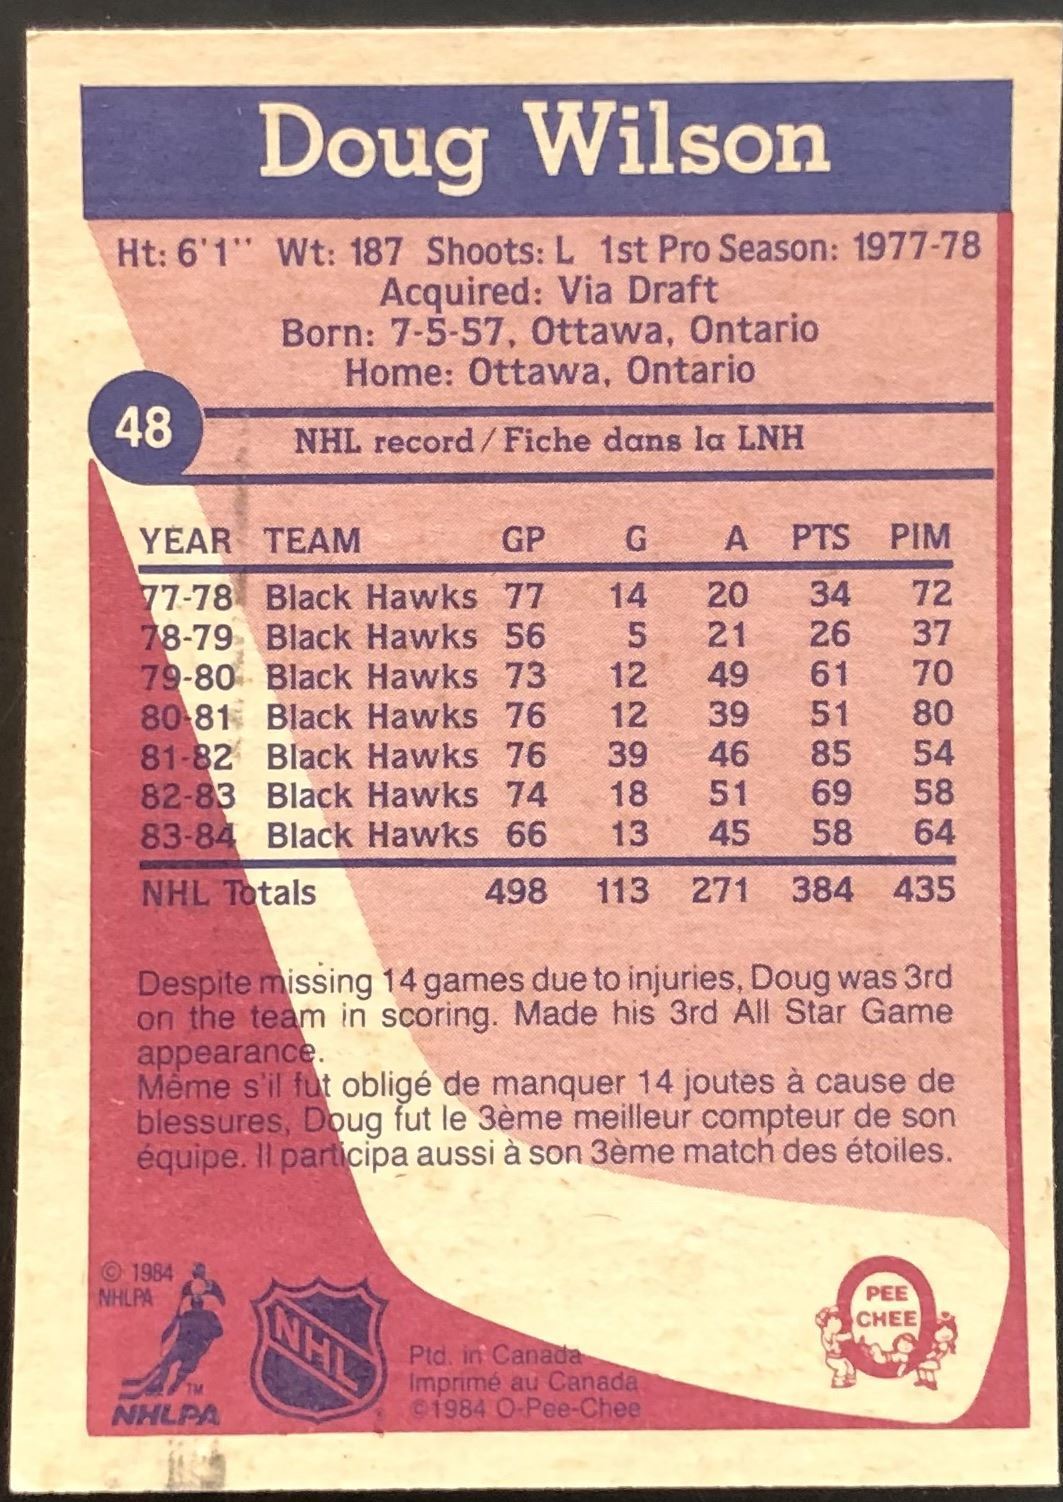 Doug Wilson
Ht: 6'1'' Wt: 187 Shoots: L 1st Pro Season: 1977-78
Acquired: Via Draft
Born: 7-5-57, Ottawa, Ontario
Home: Ottawa, Ontario
48
NHL record/Fiche dans la LNH
YEAR TEAM GP G A PTS PIM
77-78 Black Hawks 77 14 20 34 72
78-79 Black Hawks 56 5 21 26 37
79-80 Black Hawks 73 12 49 61 70
80-81 Black Hawks 76 12 39 51 80
81-82 Black Hawks 76 39 46 85 54
82-83 Black Hawks 74 18 51 69 58
83-84 Black Hawks 66 13 45 58 64
NHL Totals 498 113 271 384 435
Despite missing 14 games due to injuries, Doug was 3rd
on the team in scoring. Made his 3rd All Star Game
appearance.
Même s'il fut obligé de manquer 14 joutes à cause de
blessures, Doug fut le 3ème meilleur compteur de son
équipe. Il participa aussi à son 3ème match des étoiles.
© 1984
NHLPA
TM
NHLPA
NHL
Ptd. in Canada
Imprimé au Canada
©1984 O-Pee-Chee
PEE
CHEE